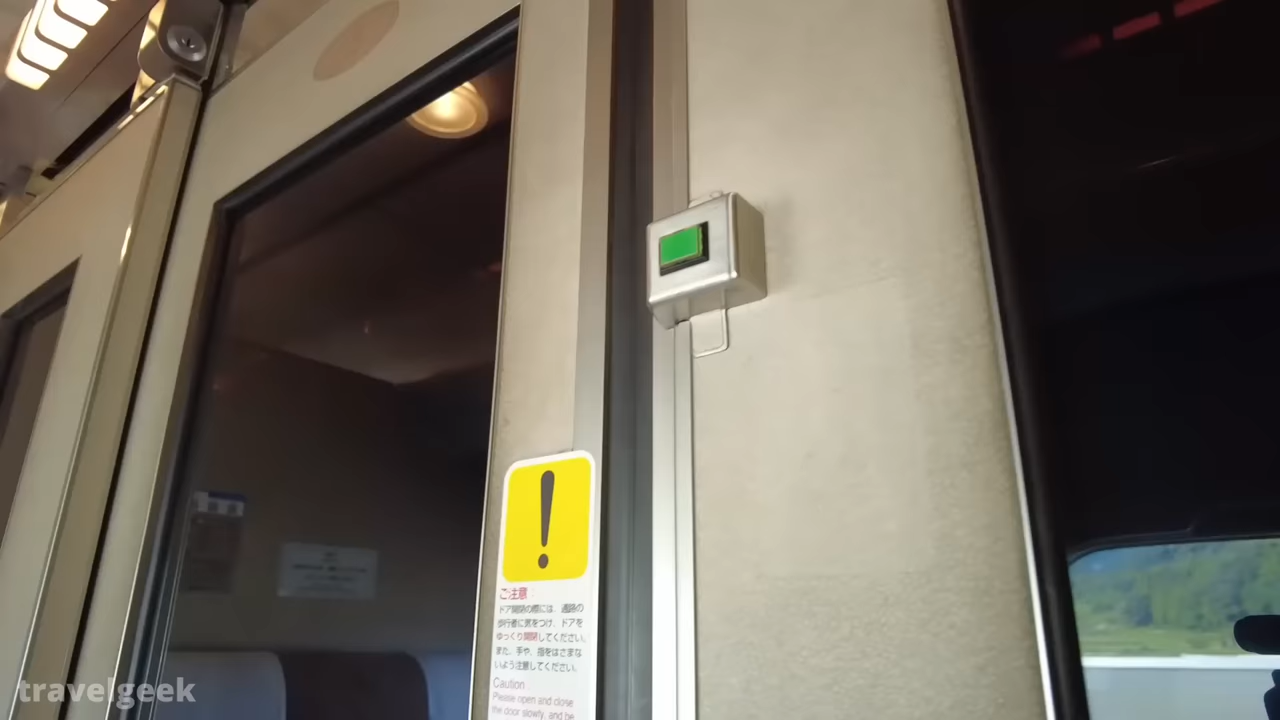 ご注意
ドア開閉の際には、通路の
歩行者に気をつけ、ドアを
ゆっくり開閉してください。
また、手や、指をはさまな
いよう注意してください。
Caution
Please open and close
the door slowly, and be
travelgeek